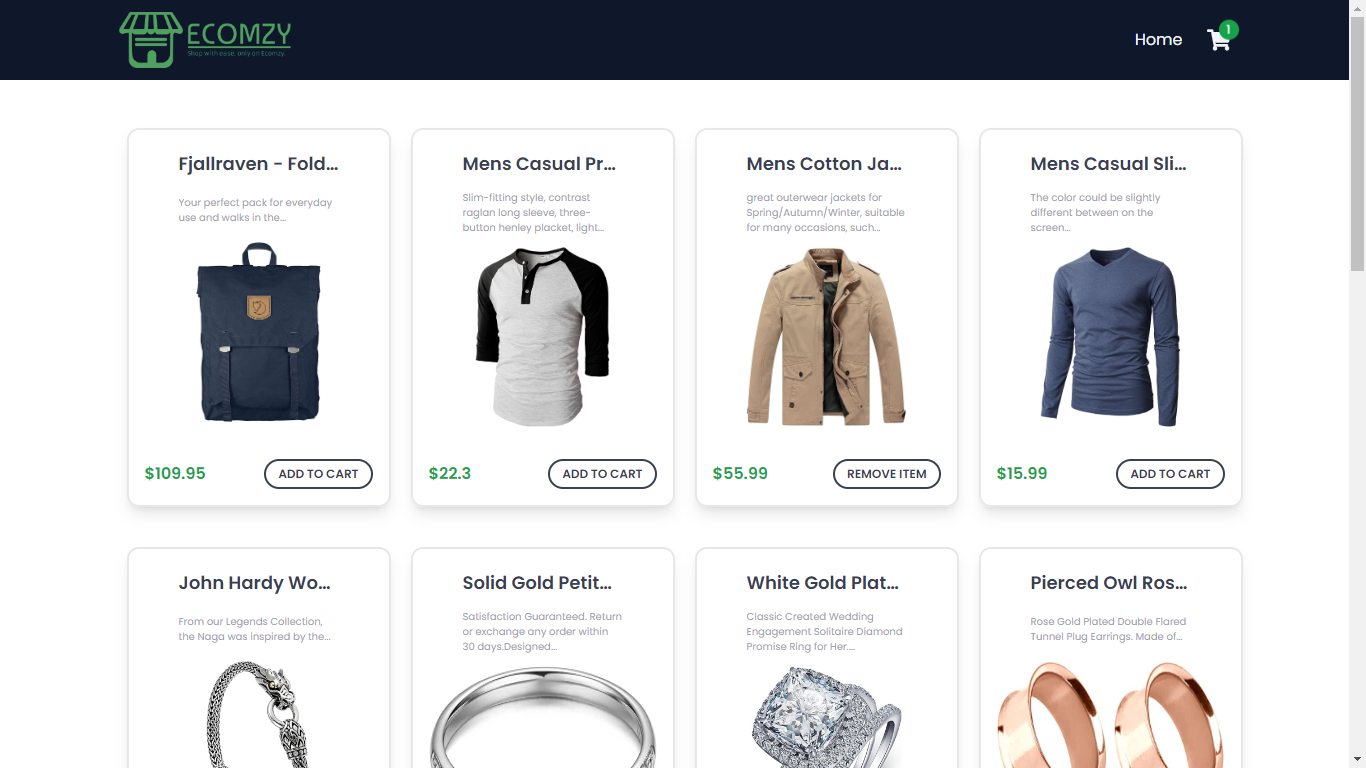 ECOMZY
Shop with ease, only on Ecomzy.
Home
1
Fjallraven - Fold...
Your perfect pack for everyday
use and walks in the...
$109.95
ADD TO CART
Mens Casual Pr...
Slim-fitting style, contrast
raglan long sleeve, three-
button henley placket, light...
$22.3
ADD TO CART
Mens Cotton Ja...
great outerwear jackets for
Spring/Autumn/Winter, suitable
for many occasions, such...
$55.99
REMOVE ITEM
Mens Casual Sli...
The color could be slightly
different between on the
screen...
$15.99
ADD TO CART
John Hardy Wo...
From our Legends Collection,
the Naga was inspired by the...
Solid Gold Petit...
Satisfaction Guaranteed. Return
or exchange any order within
30 days.Designed...
White Gold Plat...
Classic Created Wedding
Engagement Solitaire Diamond
Promise Ring for Her....
Pierced Owl Ros...
Rose Gold Plated Double Flared
Tunnel Plug Earrings. Made of...